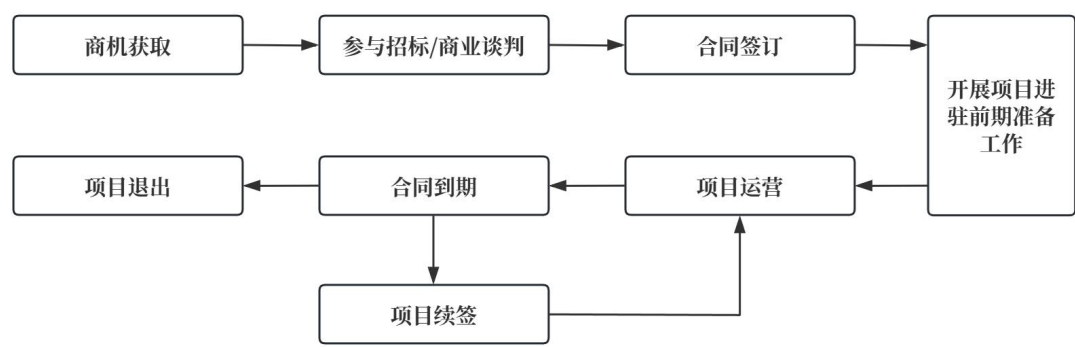 商机获取
参与招标/商业谈判
合同签订
开展项目进
驻前期准备
工作
项目退出
合同到期
项目运营
项目续签